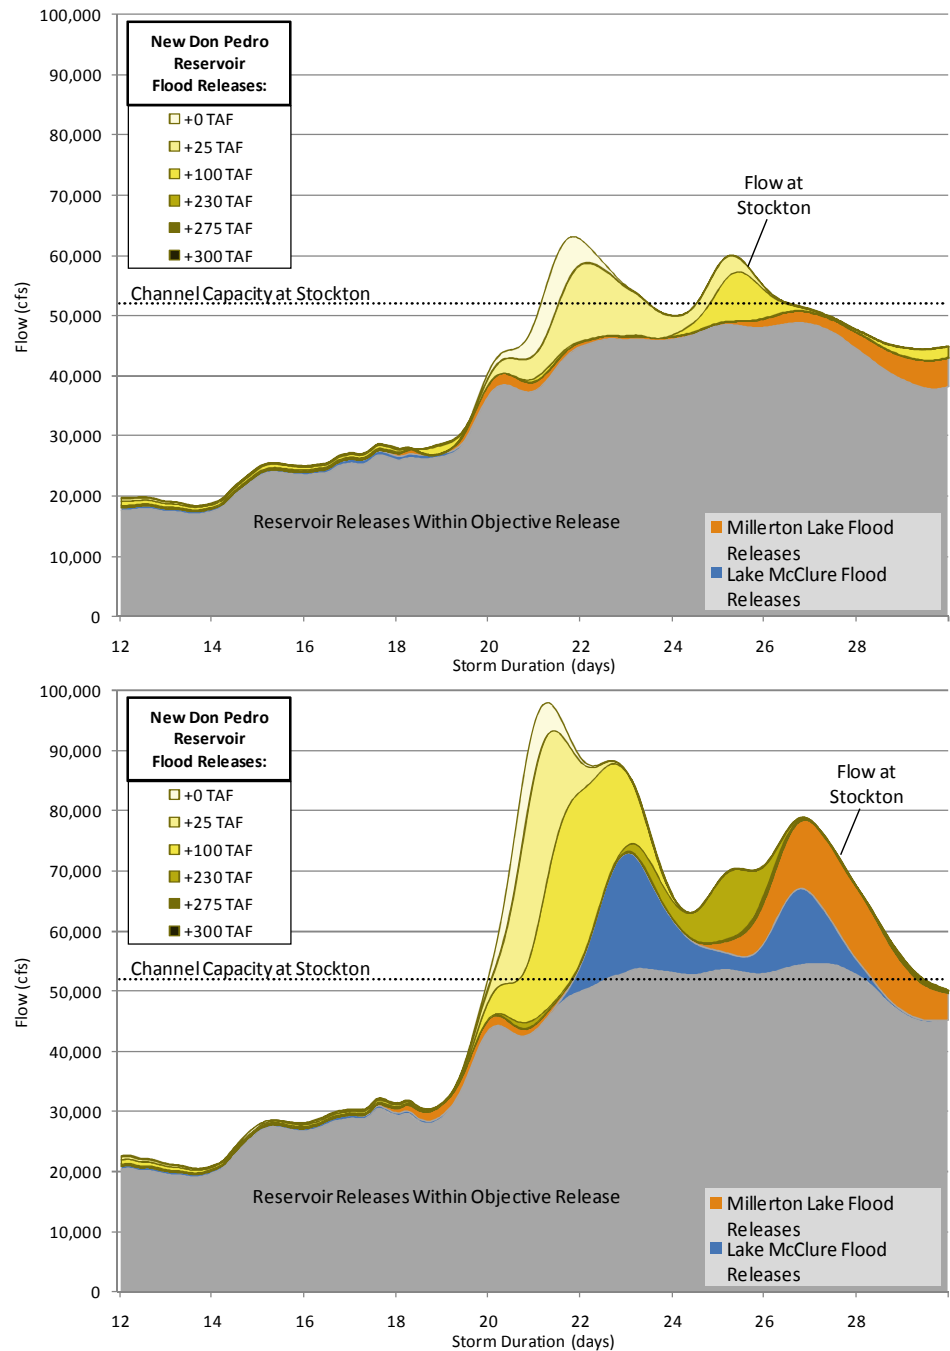 100,000
90,000
80,000
70,000
60,000
50,000
40,000
30,000
20,000
10,000
0
Flow (cfs)
New Don Pedro
Reservoir
Flood Releases:
+0 TAF
+25 TAF
+100 TAF
+230 TAF
+275 TAF
+300 TAF
Flow at
Stockton
Channel Capacity at Stockton
Reservoir Releases Within Objective Release
Millerton Lake Flood
Releases
Lake McClure Flood
Releases
12 14 16 18 20 22 24 26 28
Storm Duration (days)
100,000
90,000
80,000
70,000
60,000
50,000
40,000
30,000
20,000
10,000
0
Flow (cfs)
New Don Pedro
Reservoir
Flood Releases:
+0 TAF
+25 TAF
+100 TAF
+230 TAF
+275 TAF
+300 TAF
Flow at
Stockton
Channel Capacity at Stockton
Reservoir Releases Within Objective Release
Millerton Lake Flood
Releases
Lake McClure Flood
Releases
12 14 16 18 20 22 24 26 28
Storm Duration (days)